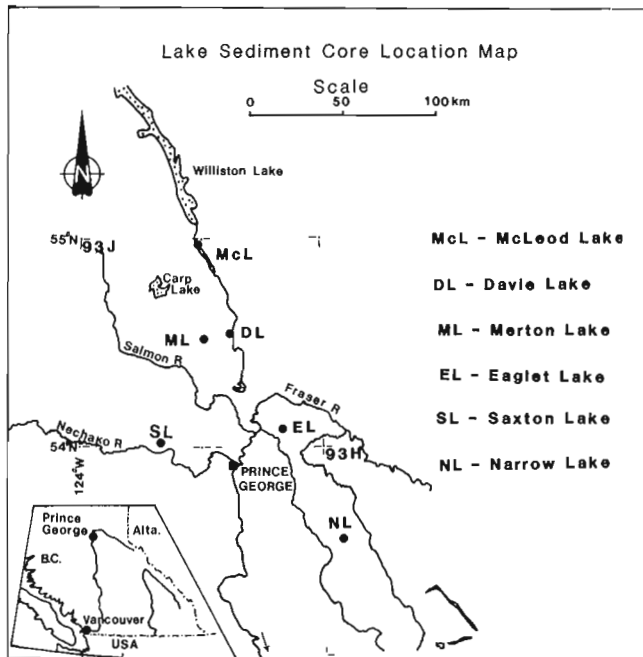 Lake Sediment Core Location Map
Scale
0 50 100 km
N
Williston Lake
55°N
93J
McL
Carp Lake
ML
DL
Salmon R
Fraser R
Nechako R
SL
EL
54°N
93H
124°W
PRINCE GEORGE
NL
McL - McLeod Lake
DL - Davie Lake
ML - Merton Lake
EL - Eaglet Lake
SL - Saxton Lake
NL - Narrow Lake
Prince George
Alta.
B.C.
Vancouver
USA